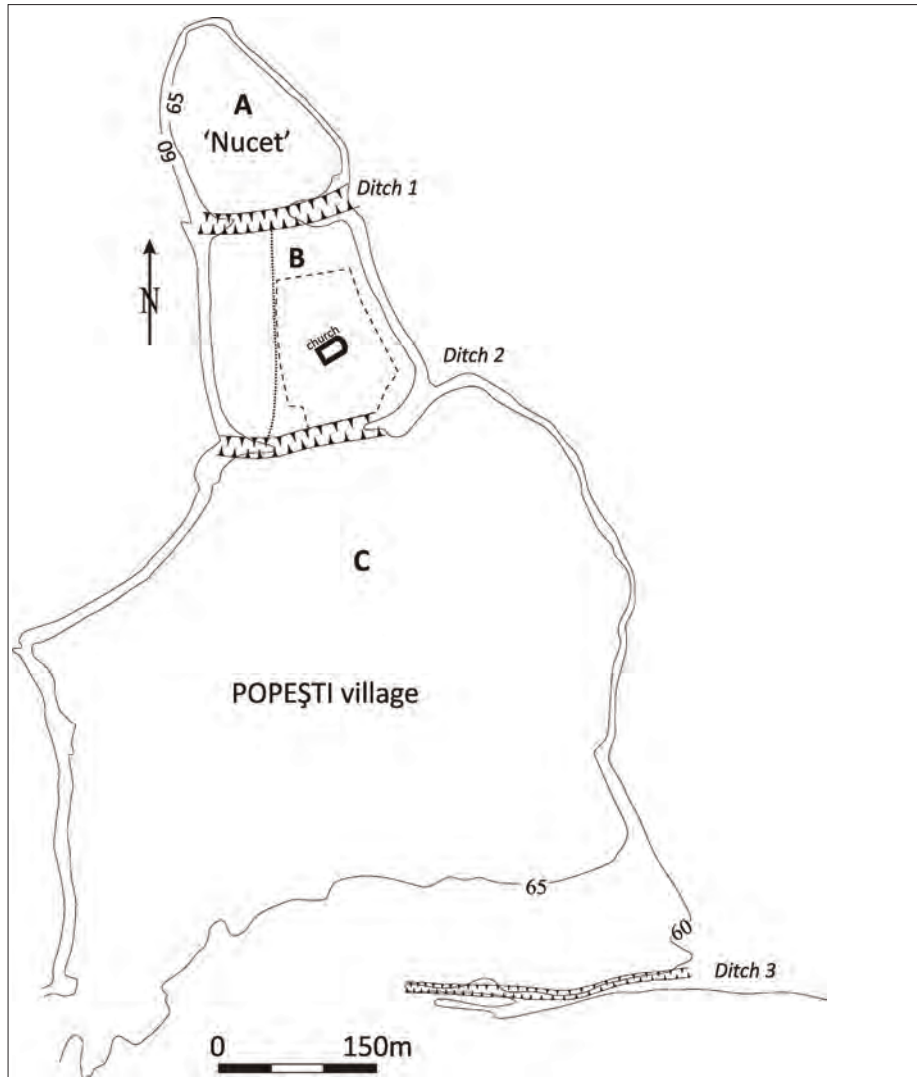 65
A
'Nucet'
60
Ditch 1
B
N
church
Ditch 2
C
POPEŞTI village
65
60
Ditch 3
0 150m